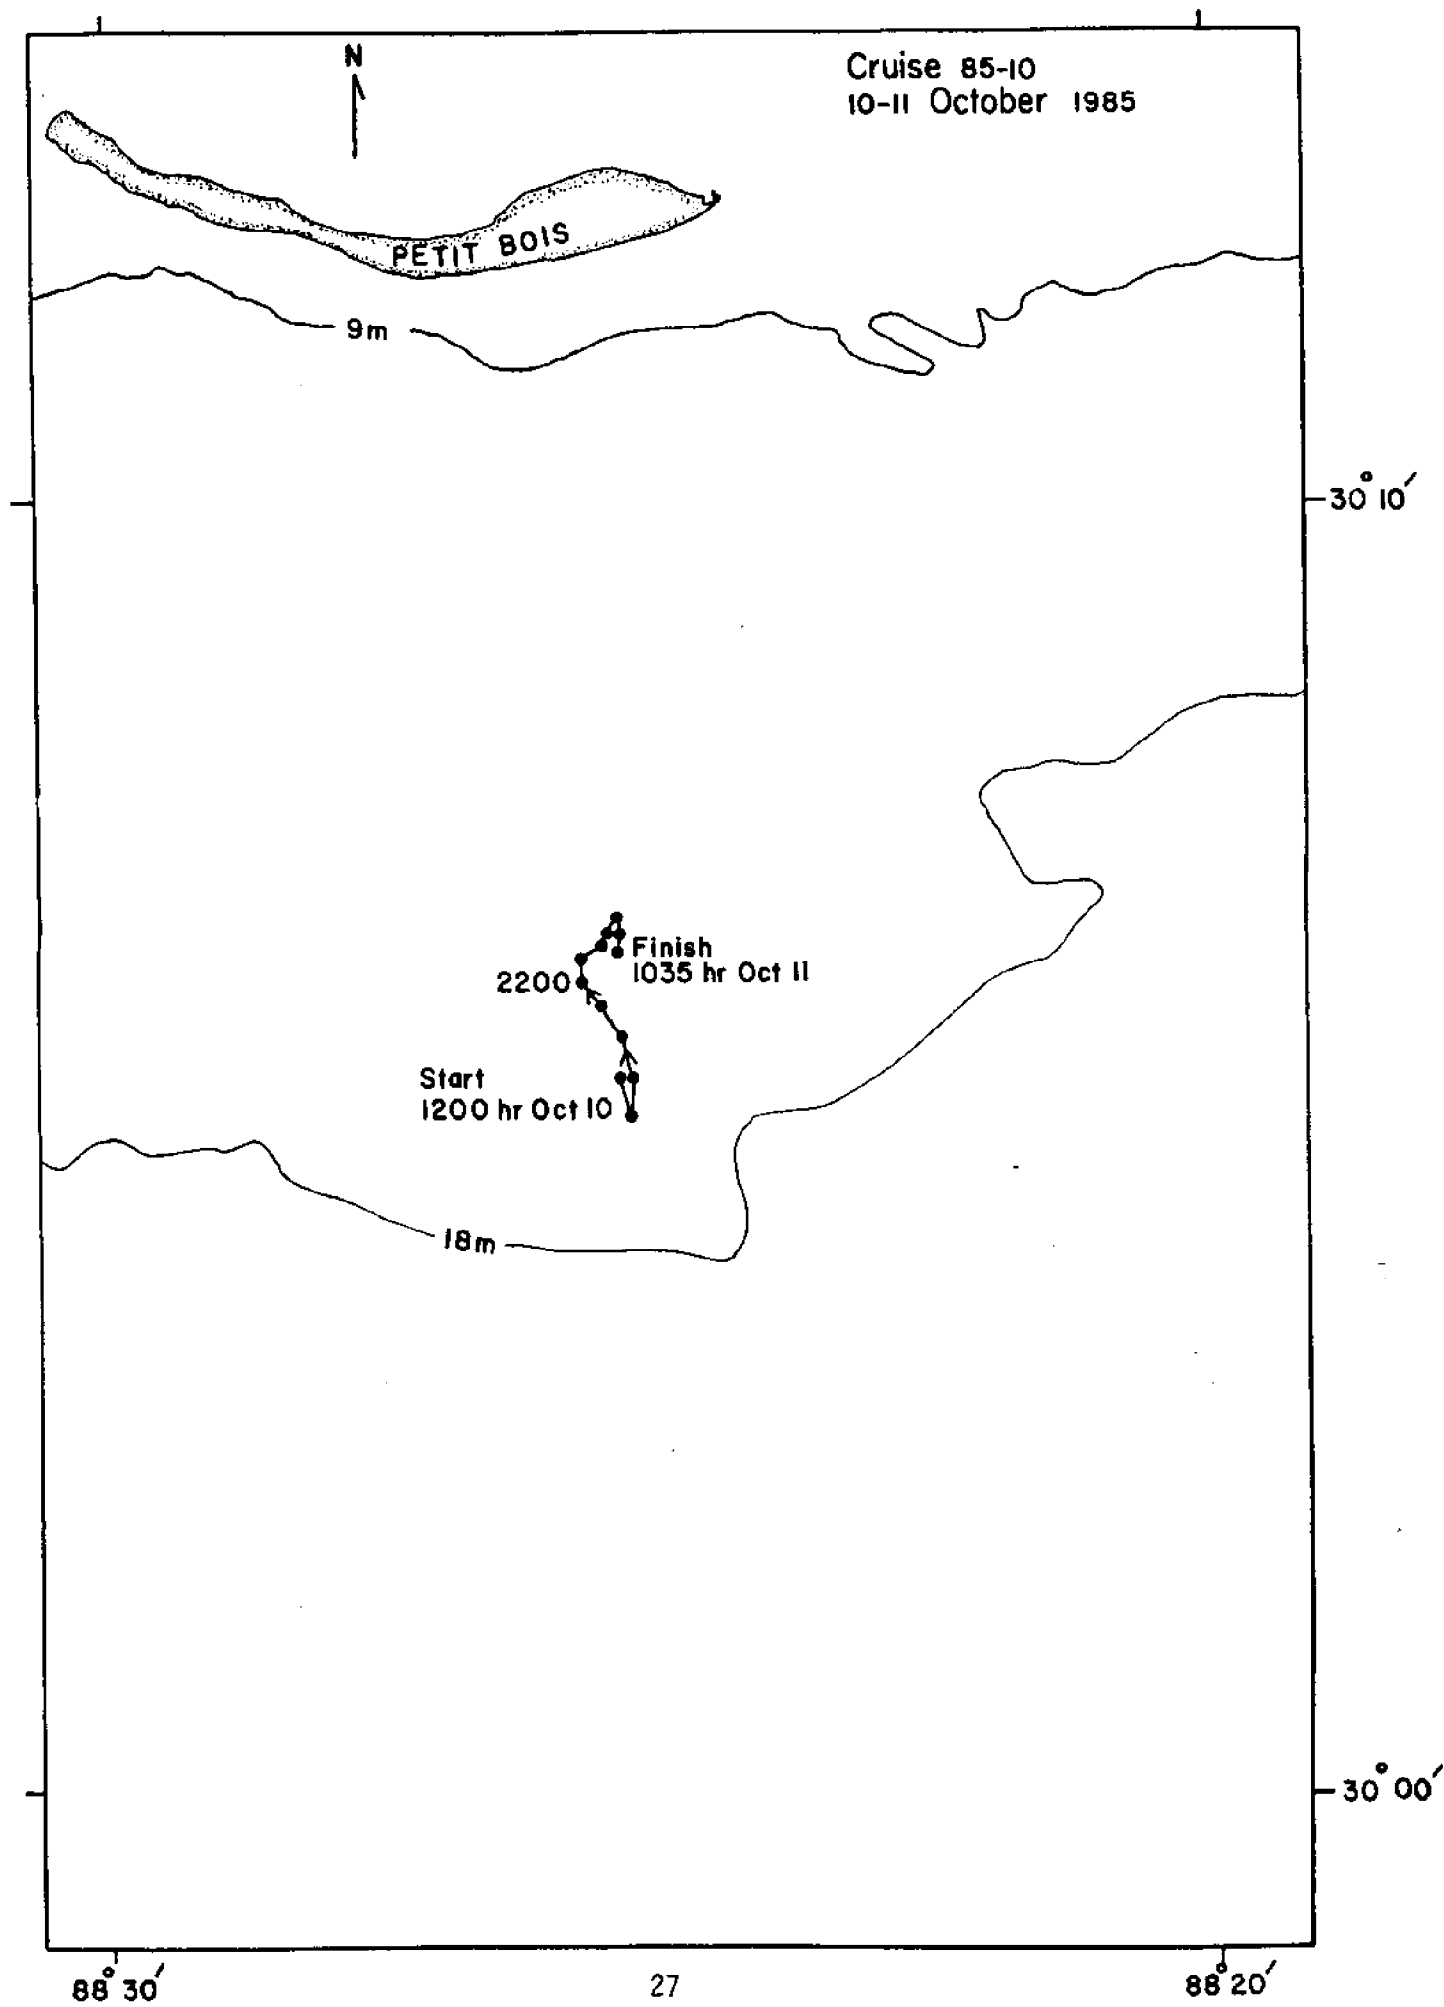 N
Cruise 85-10
10-11 October 1985
PETIT BOIS
9m
30° 10′
Finish
1035 hr Oct 11
2200
Start
1200 hr Oct 10
18m
30° 00′
88° 30′
27
88° 20′